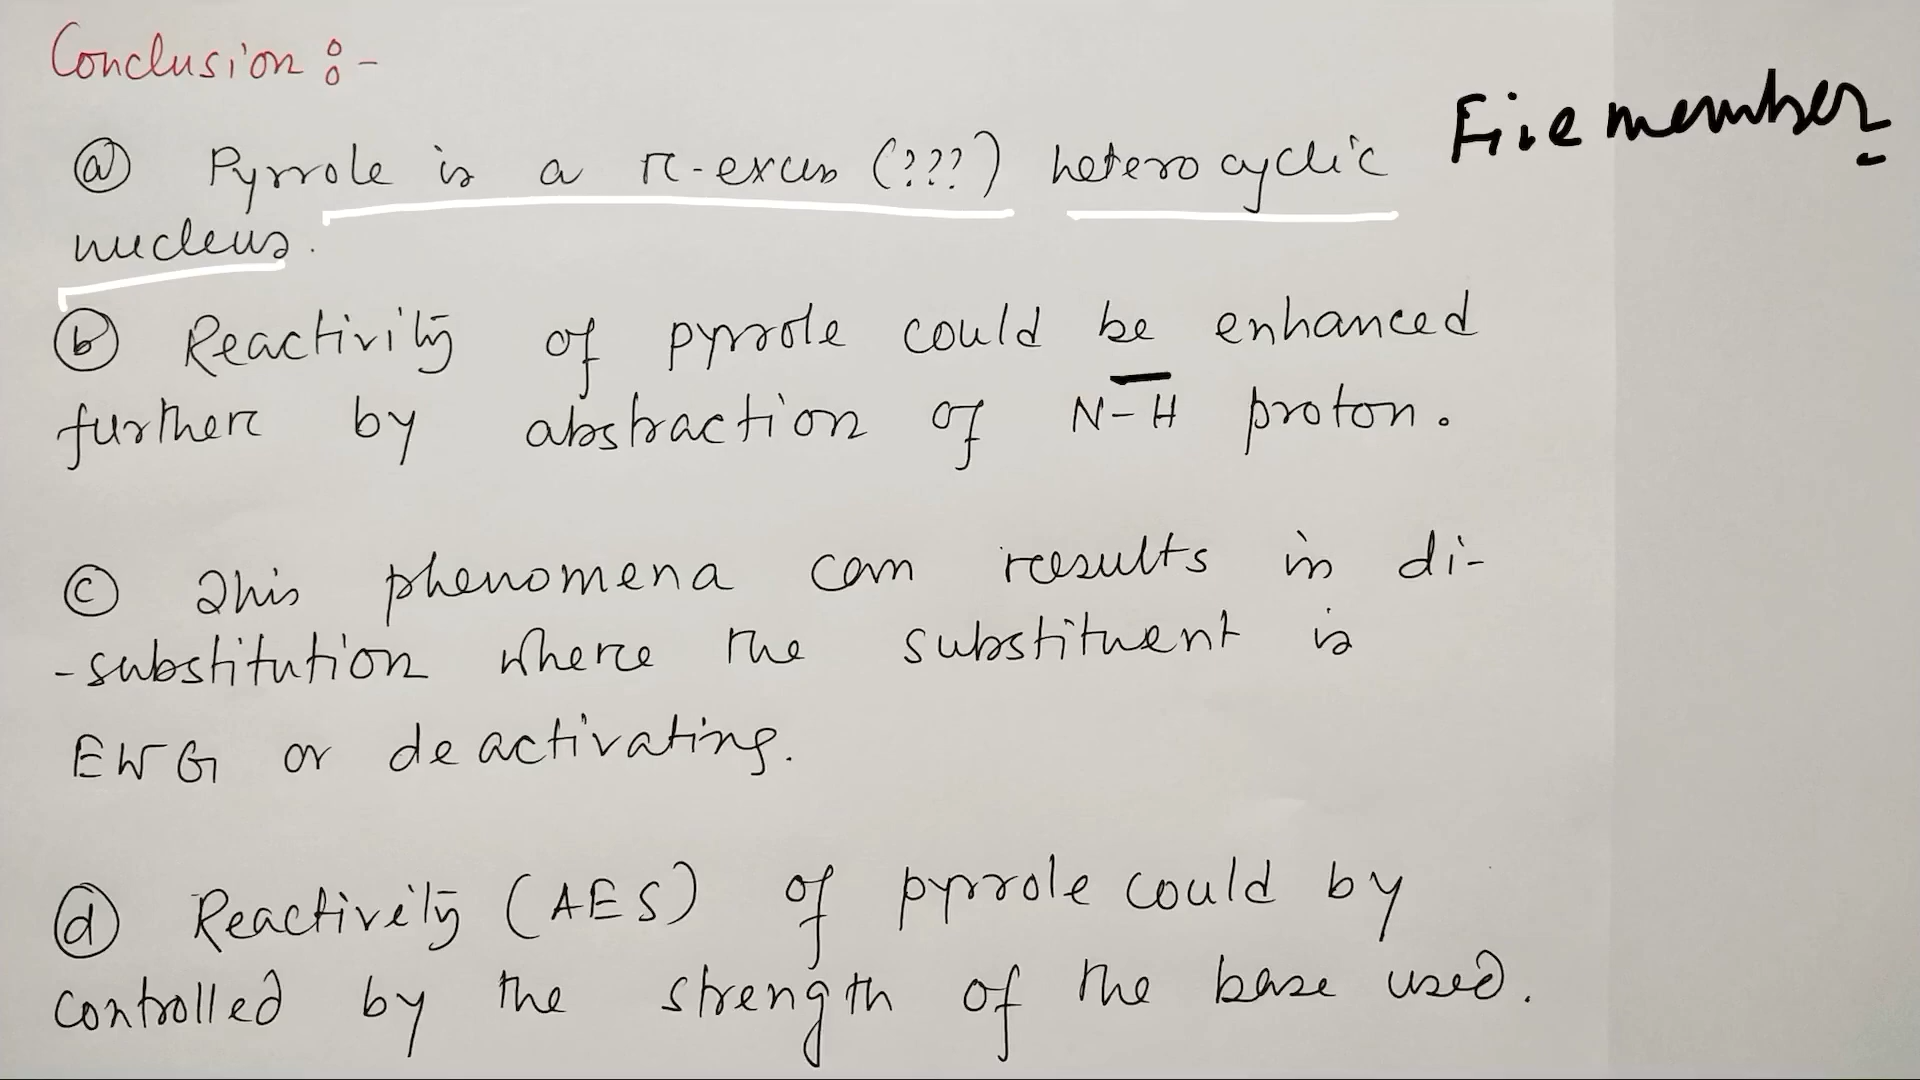 Conclusion :-
Five member
(a) Pyrrole is a π-excess (???) heterocyclic
nucleus.
(b) Reactivity of pyrrole could be enhanced
further by abstraction of N-H proton.
(c) This phenomena can results in di-
-substitution where the substituent is
EWG or deactivating.
(d) Reactivity (AES) of pyrrole could by
controlled by the strength of the base used.